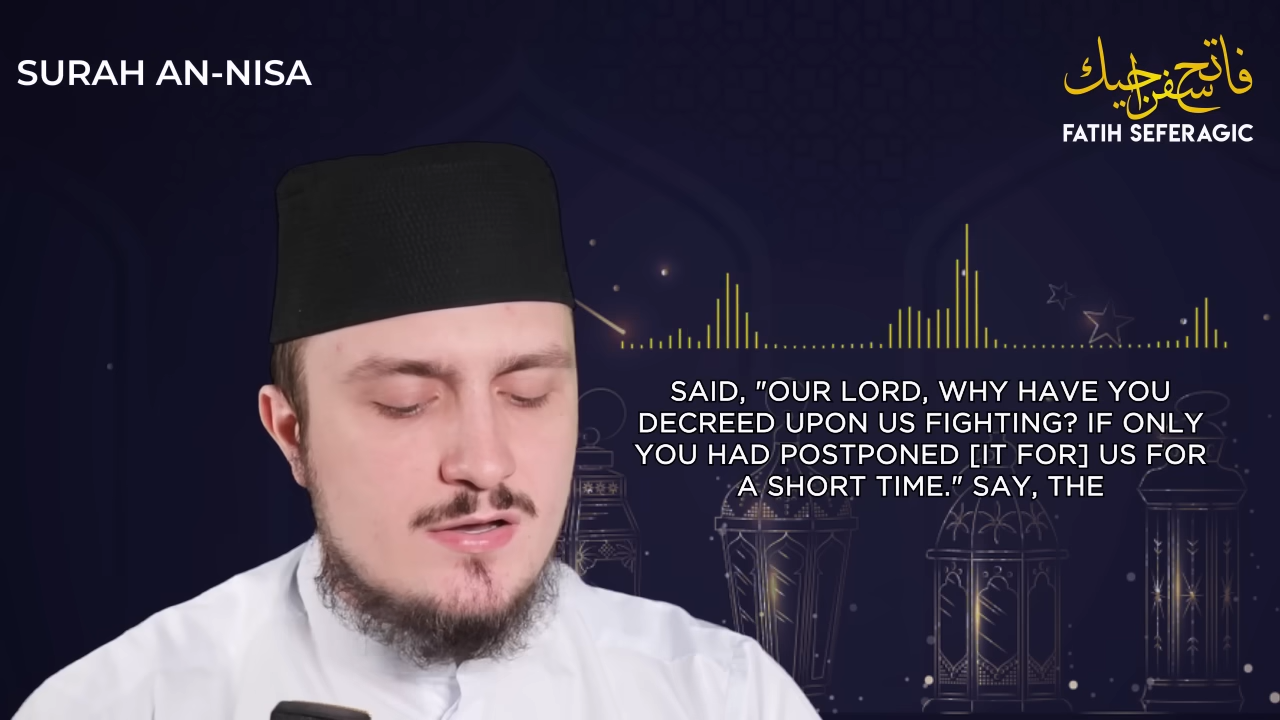 SURAH AN-NISA
فاتح سفراجيك
FATIH SEFERAGIC
SAID, "OUR LORD, WHY HAVE YOU
DECREED UPON US FIGHTING? IF ONLY
YOU HAD POSTPONED [IT FOR] US FOR
A SHORT TIME." SAY, THE